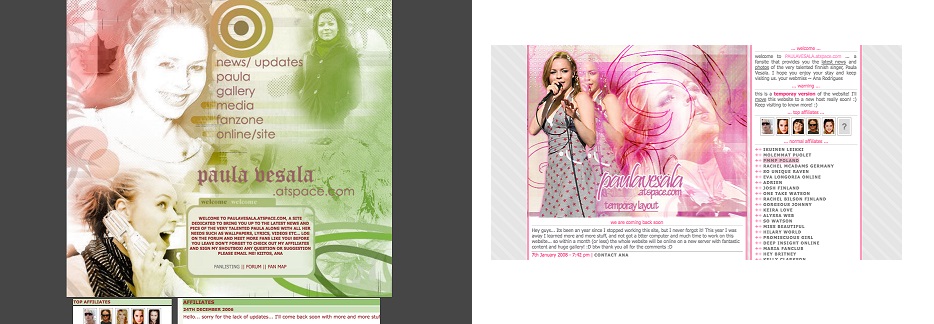 news/ updates
paula
gallery
media
fanzone
online/site
paula vesala
.atspace.com
welcome welcome
WELCOME TO PAULAVESALA.ATSPACE.COM, A SITE
DEDICATED TO BRING YOU UP TO THE LATEST NEWS AND
PICS OF THE VERY TALENTED PAULA ALONG WITH ALL HER
MEDIA SUCH AS WALLPAPERS, LYRICS, VIDEOS ETC... LOG
ON THE FORUM AND MEET MORE FANS LIKE YOU! BEFORE
YOU LEAVE DON'T FORGET TO CHECK OUT MY AFFILIATES
AND SIGN MY SHOUTBOX! ANY QUESTION OR SUGGESTION
PLEASE EMAIL ME! KIITOS, ANA
FANLISTING || FORUM || FAN MAP
TOP AFFILIATES
AFFILIATES
24TH DECEMBER 2006
Hello... sorry for the lack of updates... I'll come back soon with more and more stuf
paulavesala
.atspace.com
temporay layout
we are coming back soon
Hey guys... Its been an year since I stopped working this site, but I never forgot it! This year I was
away I learned more and more stuff, and not got a biter computer and much time to work on this
website... so within a month (or less) the whole website will be online on a new server with fantastic
content and huge gallery! :D btw thank you all for the comments :D
7th January 2008 - 7:42 pm | CONTACT ANA
... welcome ...
welcome to PAULAVESALA.atspace.com ... a
fansite that provides you the latest news and
photos of the very talented finnish singer, Paula
Vesala. I hope you enjoy your stay and keep
visiting us. your webmiss — Ana Rodrigues
... warning ...
this is a temporay version of the website! I'll
move this website to a new host really soon! :)
Keep visiting to know more! :)
... top affiliates ...
?
... normal affiliates ...
IKUINEN LEIKKI
MOLEMMAT PUOLET
PMMP POLAND
RACHEL MCADAMS GERMANY
SO UNIQUE RAVEN
EVA LONGORIA ONLINE
ADRIEN
JOSH FINLAND
ONE TAKE WATSON
RACHEL BILSON FINLAND
GORGEOUS JOHNNY
KEIRA LOVE
ALYSSA WEB
SO WATSON
MISS BEAUTIFUL
HILARY WORLD
PROMISCUOUS GIRL
DEEP INSIGHT ONLINE
MARIA FANCLUB
HEY BRITNEY
KELLY CLARKSON